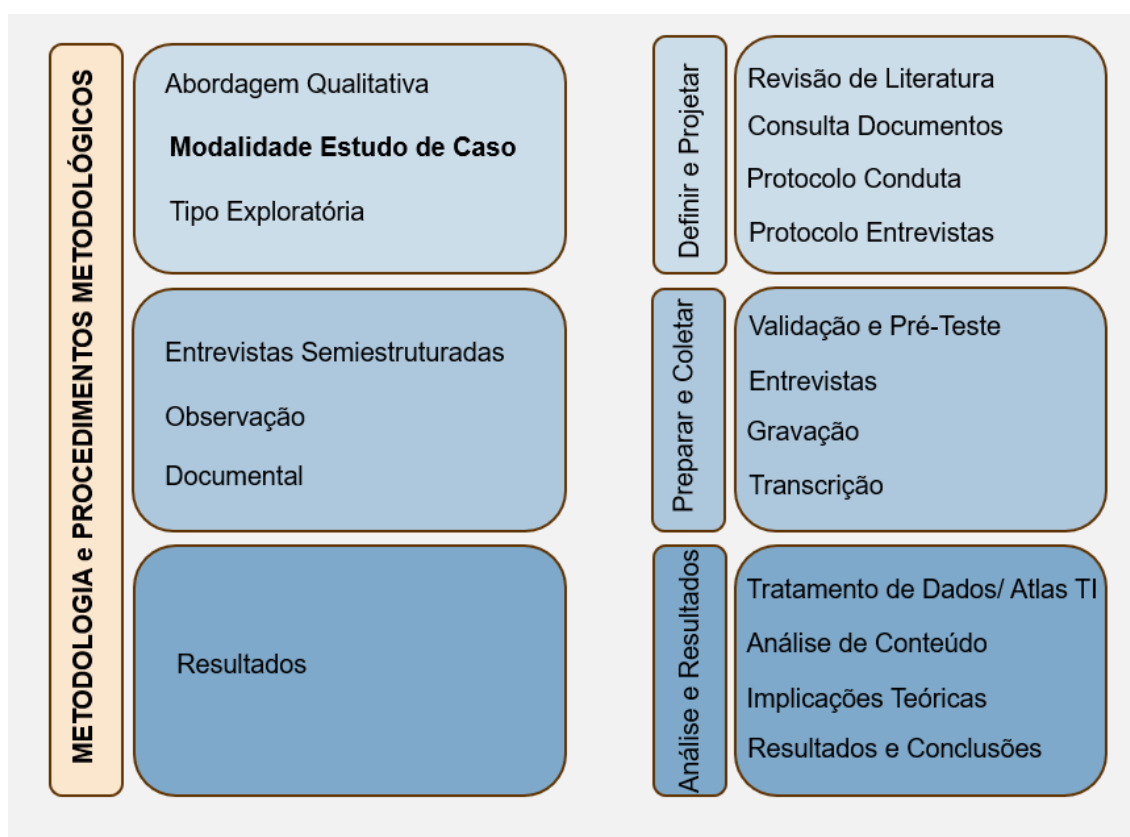 METODOLOGIA e PROCEDIMENTOS METODOLÓGICOS
Abordagem Qualitativa
Modalidade Estudo de Caso
Tipo Exploratória
Entrevistas Semiestruturadas
Observação
Documental
Resultados
Definir e Projetar
Revisão de Literatura
Consulta Documentos
Protocolo Conduta
Protocolo Entrevistas
Preparar e Coletar
Validação e Pré-Teste
Entrevistas
Gravação
Transcrição
Análise e Resultados
Tratamento de Dados/ Atlas TI
Análise de Conteúdo
Implicações Teóricas
Resultados e Conclusões